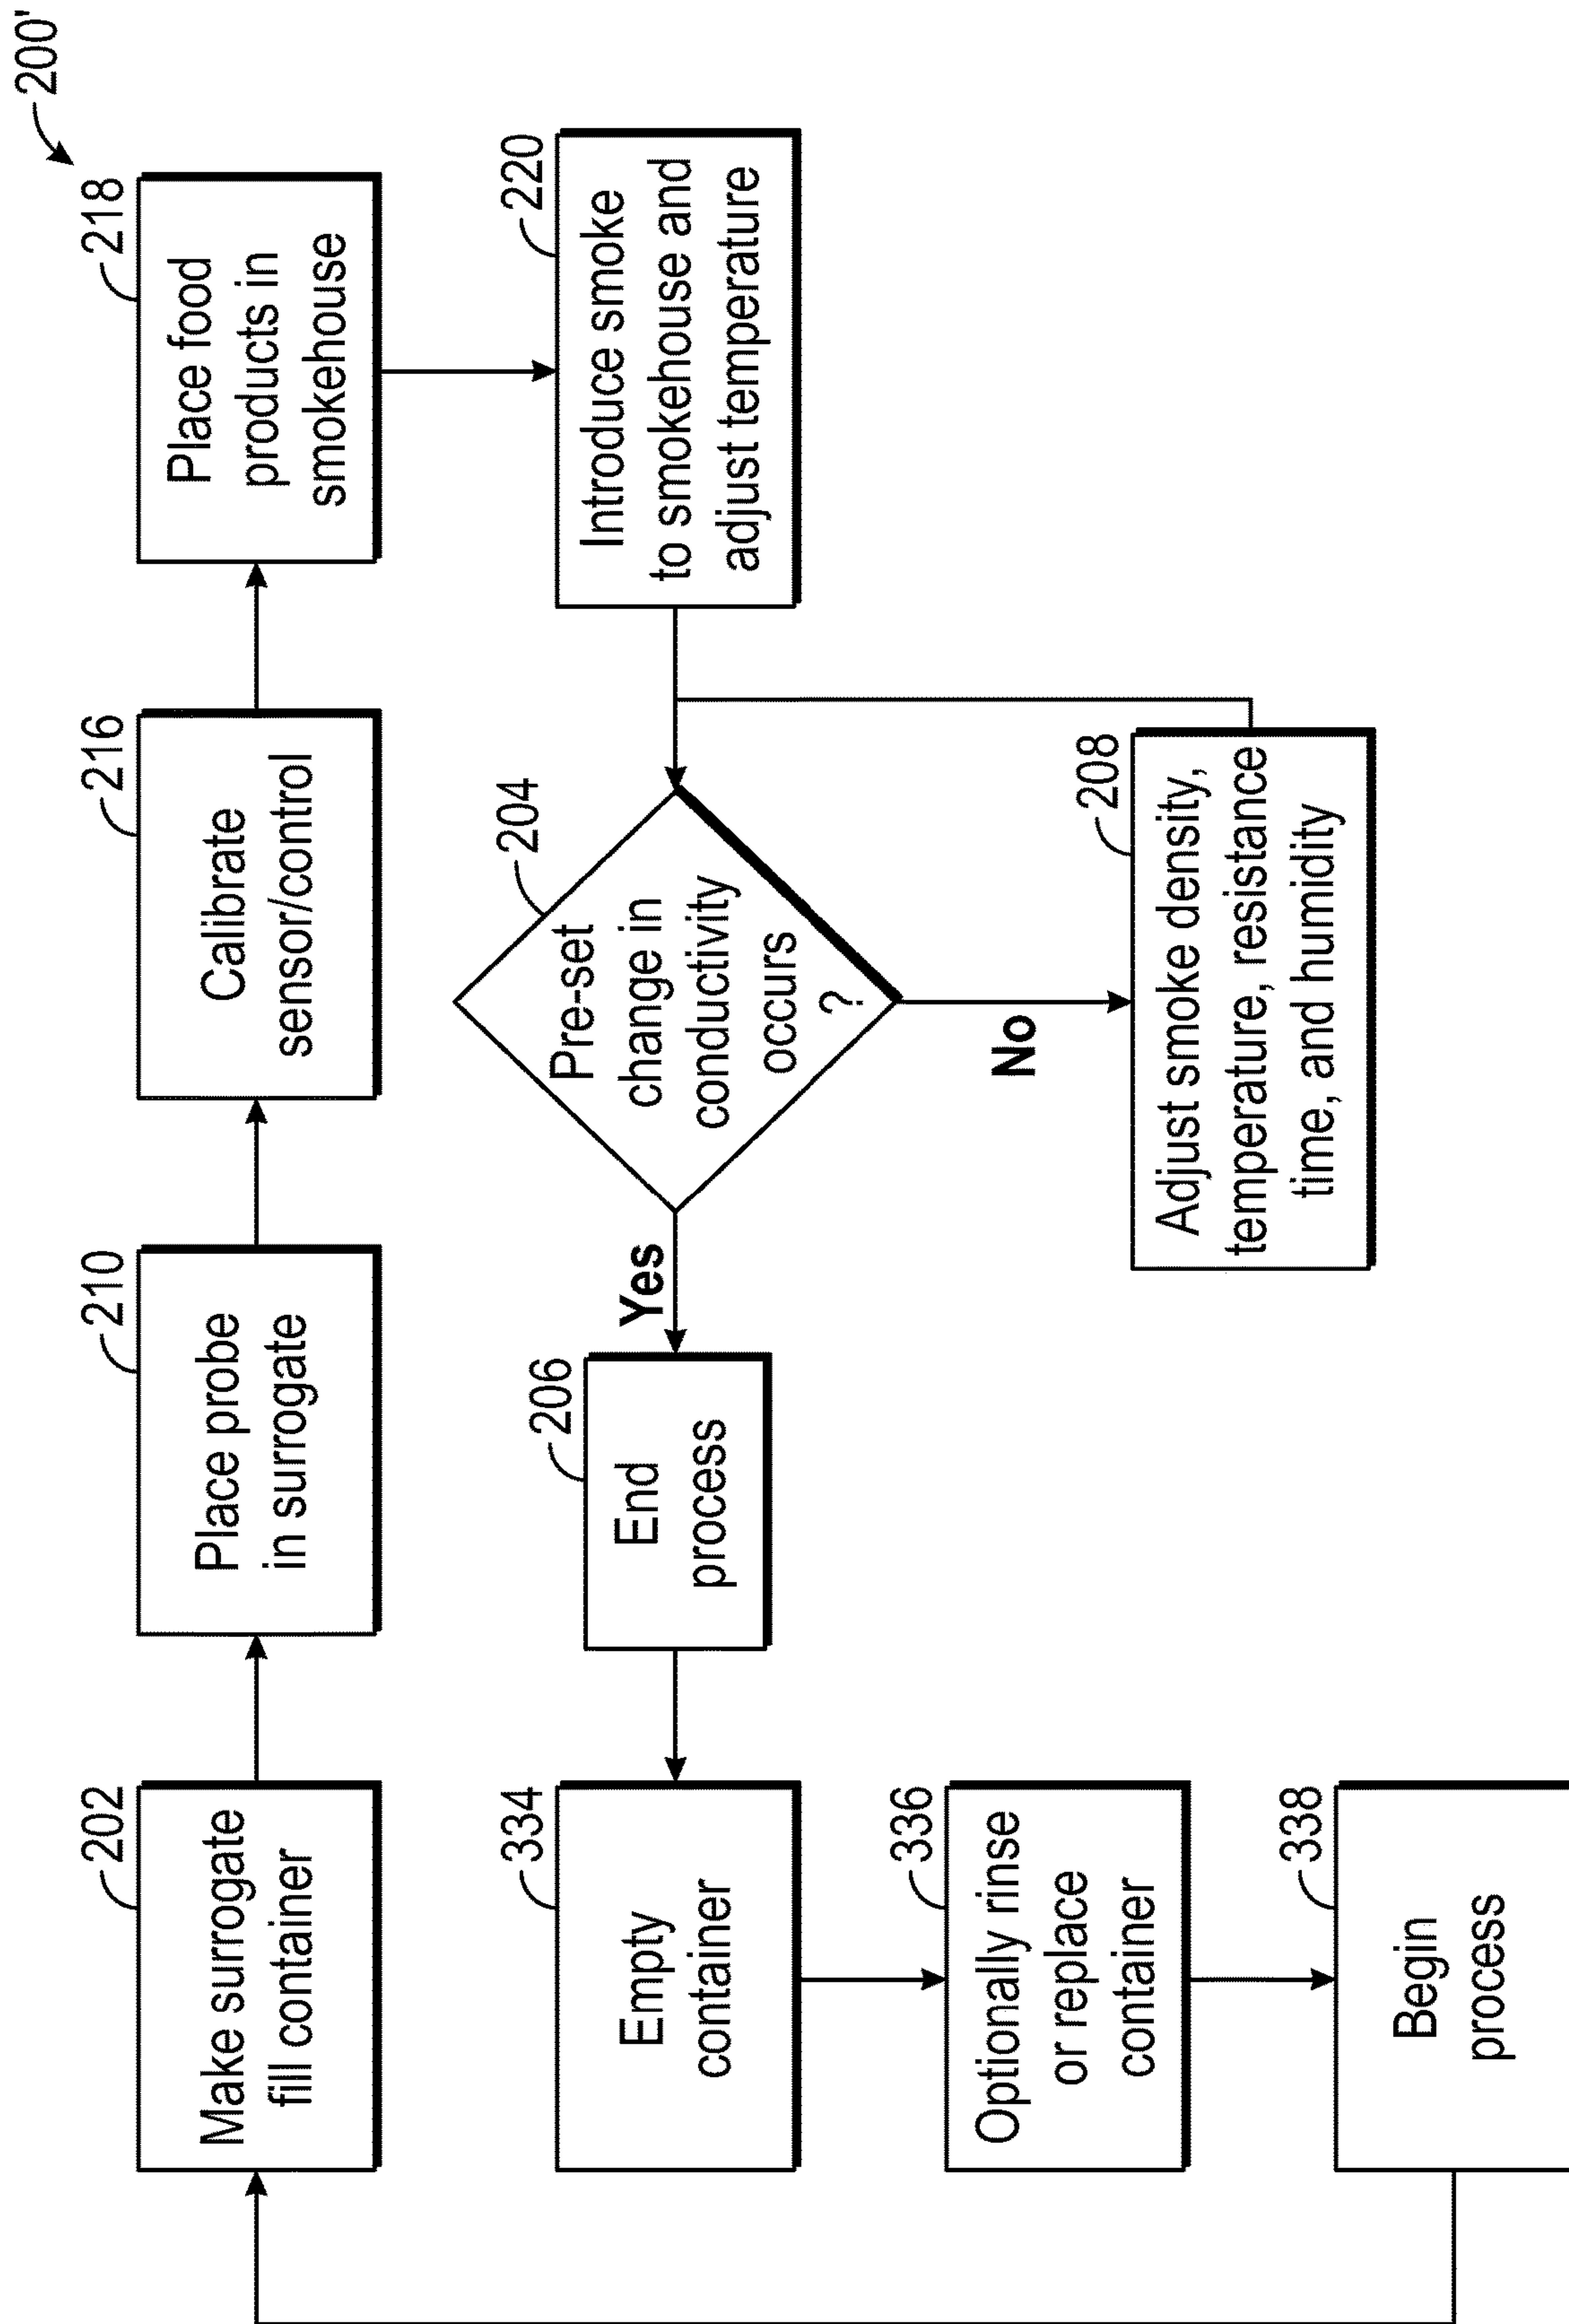 200'
202
Make surrogate
fill container
210
Place probe
in surrogate
216
Calibrate
sensor/control
218
Place food
products in
smokehouse
220
Introduce smoke
to smokehouse and
adjust temperature
204
Pre-set
change in
conductivity
occurs
?
Yes
No
208
Adjust smoke density,
temperature, resistance
time, and humidity
206
End
process
334
Empty
container
336
Optionally rinse
or replace
container
338
Begin
process